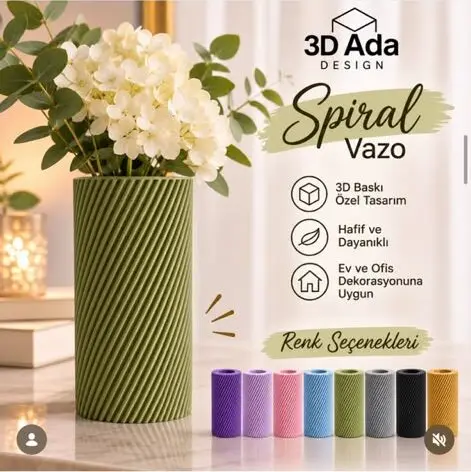 3D Ada
DESIGN
Spiral
Vazo
3D Baskı
Özel Tasarım
Hafif ve
Dayanıklı
Ev ve Ofis
Dekorasyonuna
Uygun
Renk Seçenekleri